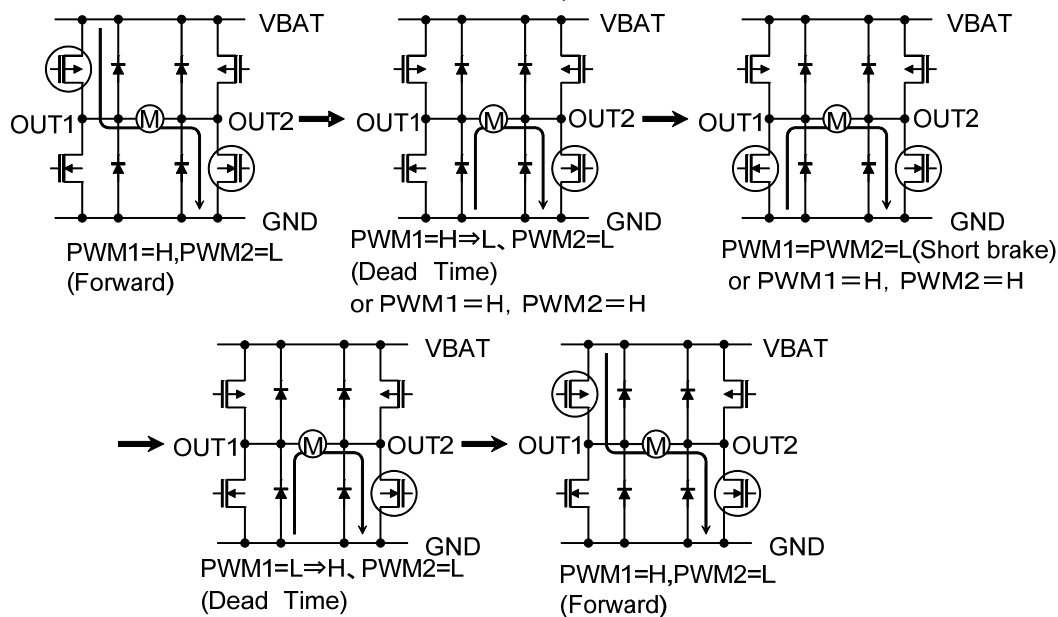 VBAT
VBAT
VBAT
M
M
M
OUT1
OUT2
OUT1
OUT2
OUT1
OUT2
GND
GND
GND
PWM1=H,PWM2=L
(Forward)
PWM1=H⇒L、PWM2=L
(Dead Time)
or PWM1=H, PWM2=H
PWM1=PWM2=L(Short brake)
or PWM1=H, PWM2=H
VBAT
VBAT
OUT1
M
OUT2
OUT1
M
OUT2
GND
GND
PWM1=L⇒H、PWM2=L
(Dead Time)
PWM1=H,PWM2=L
(Forward)